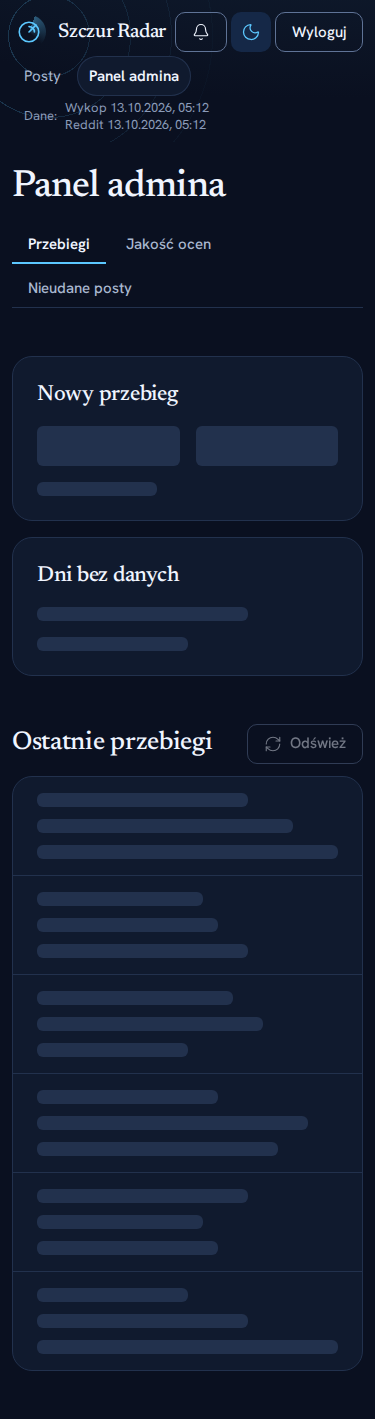 Szczur Radar
Wyloguj
Posty
Panel admina
Dane:
Wykop 13.10.2026, 05:12
Reddit 13.10.2026, 05:12
Panel admina
Przebiegi
Jakość ocen
Nieudane posty
Nowy przebieg
Dni bez danych
Ostatnie przebiegi
Odśwież